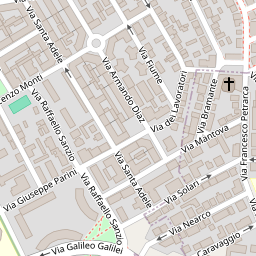 Via Santa Adele
Via Fiume
Via Armando Diaz
enzo Monti
Via Raffaello Sanzio
Via dei Lavoratori
Via Bramante
Via Francesco Petrarca
Via Mantova
Via Giuseppe Parini
Via Santa Adele
Via Raffaello Sanzio
Via Solari
Via Nearco
Via Galileo Galilei
Caravaggio